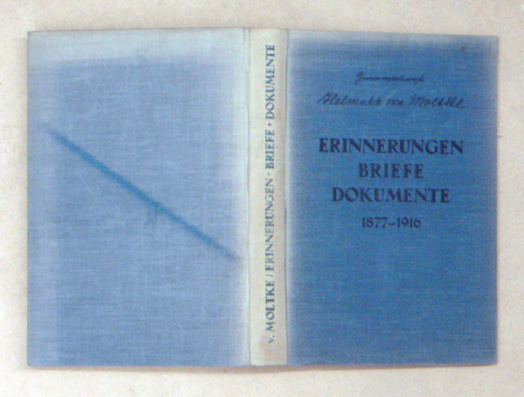 Generaloberst
Helmuth von Moltke
ERINNERUNGEN
BRIEFE
DOKUMENTE
1877–1916
v. MOLTKE / ERINNERUNGEN · BRIEFE · DOKUMENTE